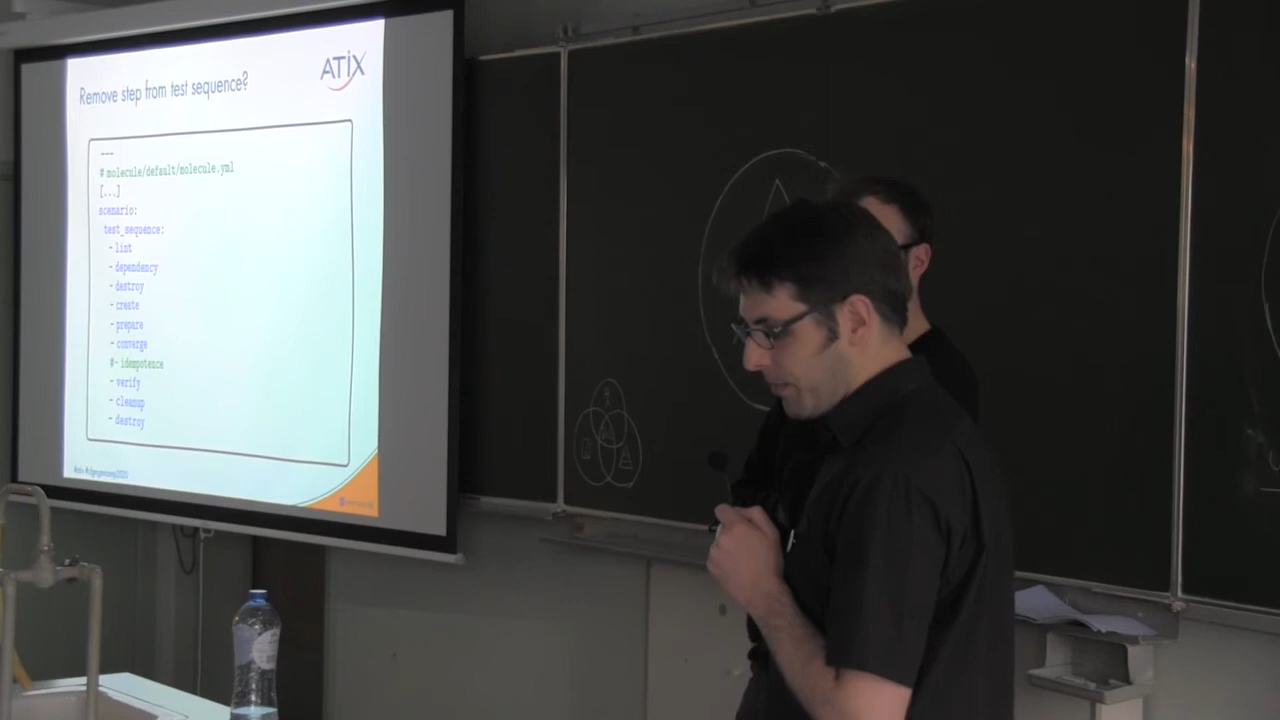 ATIX
Remove step from test sequence?
---
# molecule/default/molecule.yml
[...]
scenario:
test_sequence:
- lint
- dependency
- destroy
- create
- prepare
- converge
#- idempotence
- verify
- cleanup
- destroy